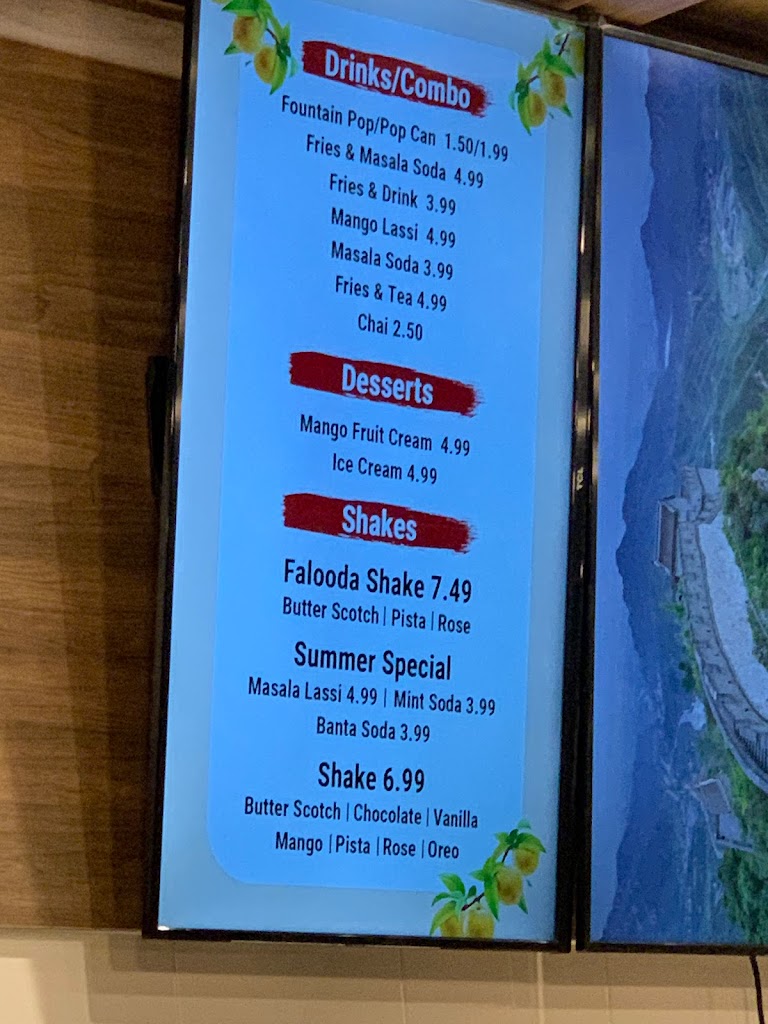 Drinks/Combo
Fountain Pop/Pop Can 1.50/1.99
Fries & Masala Soda 4.99
Fries & Drink 3.99
Mango Lassi 4.99
Masala Soda 3.99
Fries & Tea 4.99
Chai 2.50
Desserts
Mango Fruit Cream 4.99
Ice Cream 4.99
Shakes
Falooda Shake 7.49
Butter Scotch | Pista | Rose
Summer Special
Masala Lassi 4.99 | Mint Soda 3.99
Banta Soda 3.99
Shake 6.99
Butter Scotch | Chocolate | Vanilla
Mango | Pista | Rose | Oreo
TCL